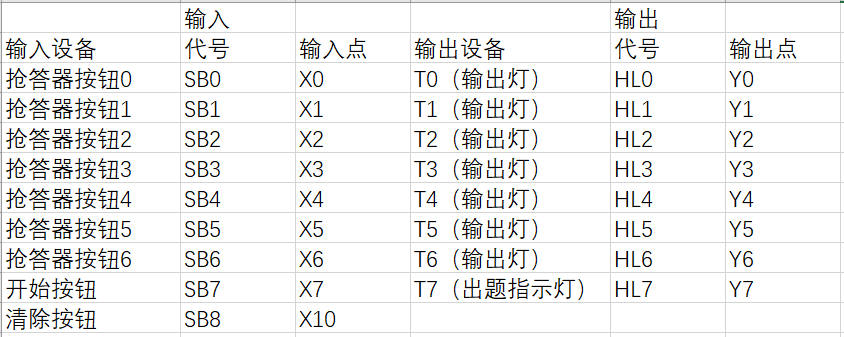 输入 输出
输入设备 代号 输入点 输出设备 代号 输出点
抢答器按钮0 SB0 X0 T0（输出灯） HL0 Y0
抢答器按钮1 SB1 X1 T1（输出灯） HL1 Y1
抢答器按钮2 SB2 X2 T2（输出灯） HL2 Y2
抢答器按钮3 SB3 X3 T3（输出灯） HL3 Y3
抢答器按钮4 SB4 X4 T4（输出灯） HL4 Y4
抢答器按钮5 SB5 X5 T5（输出灯） HL5 Y5
抢答器按钮6 SB6 X6 T6（输出灯） HL6 Y6
开始按钮 SB7 X7 T7（出题指示灯） HL7 Y7
清除按钮 SB8 X10